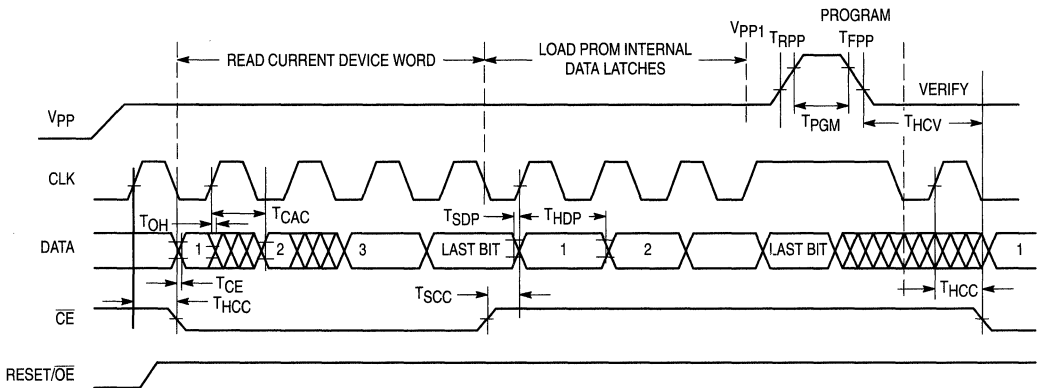 PROGRAM
VPP1
TRPP
TFPP
READ CURRENT DEVICE WORD
LOAD PROM INTERNAL
DATA LATCHES
VERIFY
VPP
TPGM
THCV
CLK
TOH
TCAC
TSDP
THDP
DATA
1
2
3
LAST BIT
1
2
LAST BIT
1
TCE
THCC
TSCC
THCC
CE
RESET/OE